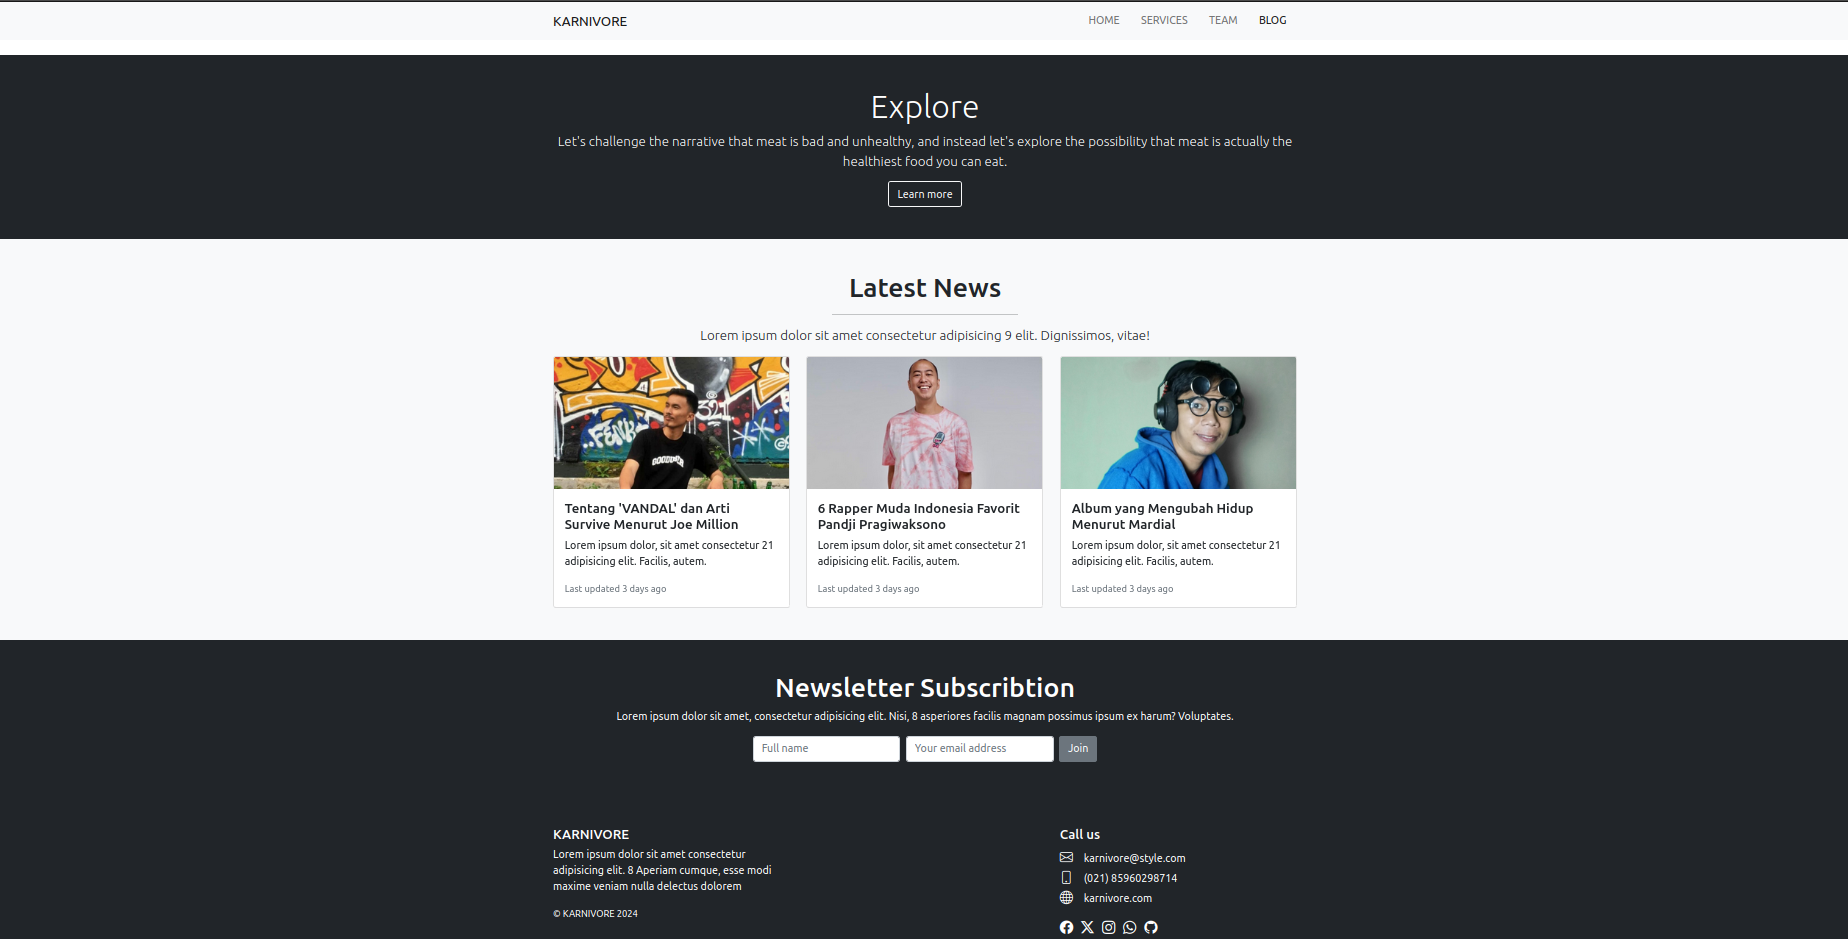 KARNIVORE
HOME SERVICES TEAM BLOG
Explore
Let's challenge the narrative that meat is bad and unhealthy, and instead let's explore the possibility that meat is actually the
healthiest food you can eat.
Learn more
Latest News
Lorem ipsum dolor sit amet consectetur adipisicing 9 elit. Dignissimos, vitae!
321
FENK
GOODDEER
Tentang 'VANDAL' dan Arti
Survive Menurut Joe Million
Lorem ipsum dolor, sit amet consectetur 21
adipisicing elit. Facilis, autem.
Last updated 3 days ago
6 Rapper Muda Indonesia Favorit
Pandji Pragiwaksono
Lorem ipsum dolor, sit amet consectetur 21
adipisicing elit. Facilis, autem.
Last updated 3 days ago
Album yang Mengubah Hidup
Menurut Mardial
Lorem ipsum dolor, sit amet consectetur 21
adipisicing elit. Facilis, autem.
Last updated 3 days ago
Newsletter Subscribtion
Lorem ipsum dolor sit amet, consectetur adipisicing elit. Nisi, 8 asperiores facilis magnam possimus ipsum ex harum? Voluptates.
Full name
Your email address
Join
KARNIVORE
Lorem ipsum dolor sit amet consectetur
adipisicing elit. 8 Aperiam cumque, esse modi
maxime veniam nulla delectus dolorem
© KARNIVORE 2024
Call us
karnivore@style.com
(021) 85960298714
karnivore.com